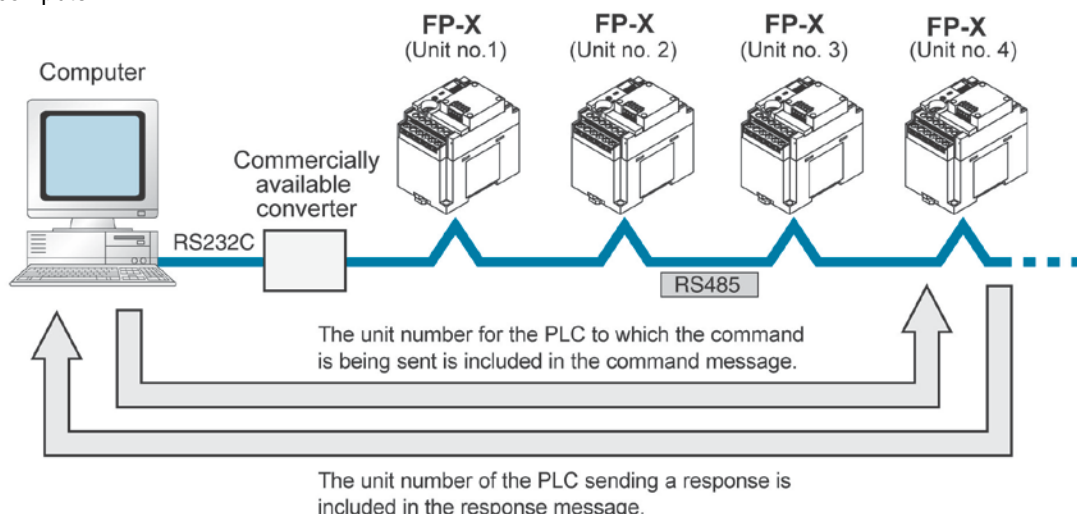 FP-X
(Unit no.1)
FP-X
(Unit no. 2)
FP-X
(Unit no. 3)
FP-X
(Unit no. 4)
Computer
Commercially
available
converter
RS232C
RS485
The unit number for the PLC to which the command
is being sent is included in the command message.
The unit number of the PLC sending a response is
included in the response message.